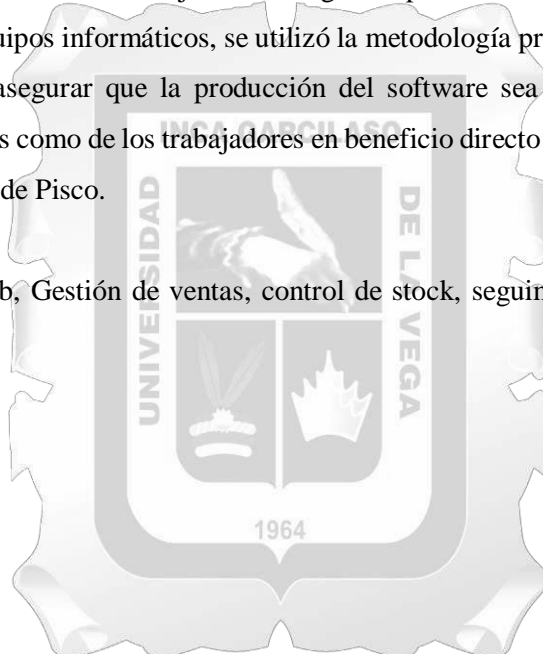 uipos informáticos, se utilizó la metodología pr
asegurar que la producción del software sea
s como de los trabajadores en beneficio directo
de Pisco.
b, Gestión de ventas, control de stock, seguin
INCA GARCILASO
UNIVERSIDAD
DE LA VEGA
1964